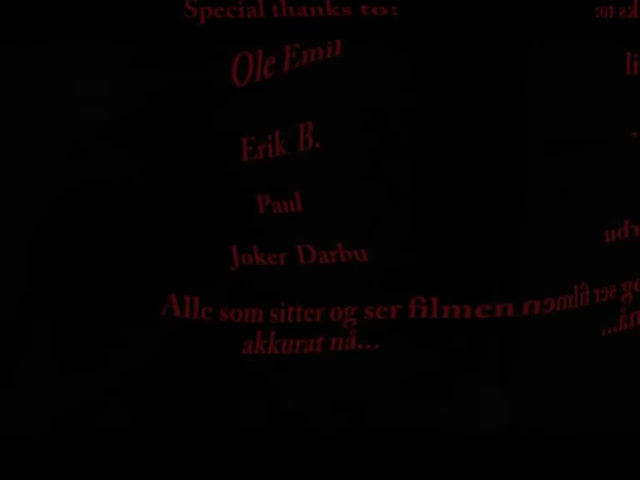 Special thanks to:
Ole Emil
Erik B.
Paul
Joker Darbu
Alle som sitter og ser filmen
akkurat nå...